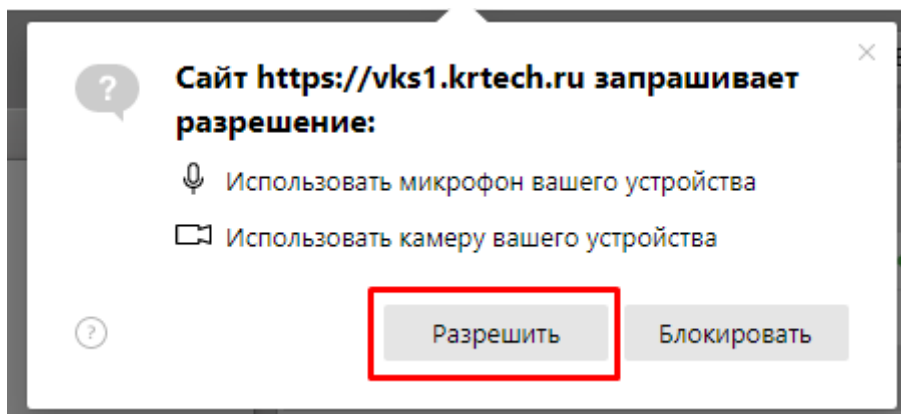 Сайт https://vks1.krtech.ru запрашивает
разрешение:
Использовать микрофон вашего устройства
Использовать камеру вашего устройства
Разрешить
Блокировать